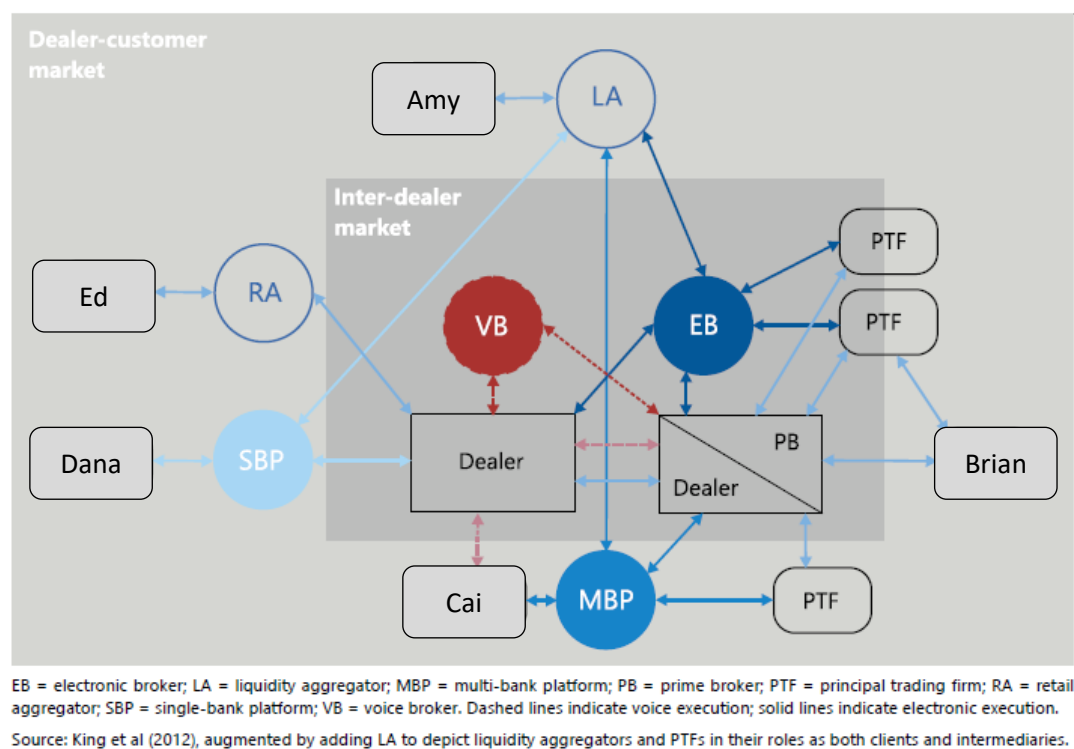 Dealer-customer
market
Amy
LA
Inter-dealer
market
PTF
Ed
RA
VB
EB
PTF
Dana
SBP
Dealer
PB
Dealer
Brian
Cai
MBP
PTF
EB = electronic broker; LA = liquidity aggregator; MBP = multi-bank platform; PB = prime broker; PTF = principal trading firm; RA = retail
aggregator; SBP = single-bank platform; VB = voice broker. Dashed lines indicate voice execution; solid lines indicate electronic execution.
Source: King et al (2012), augmented by adding LA to depict liquidity aggregators and PTFs in their roles as both clients and intermediaries.